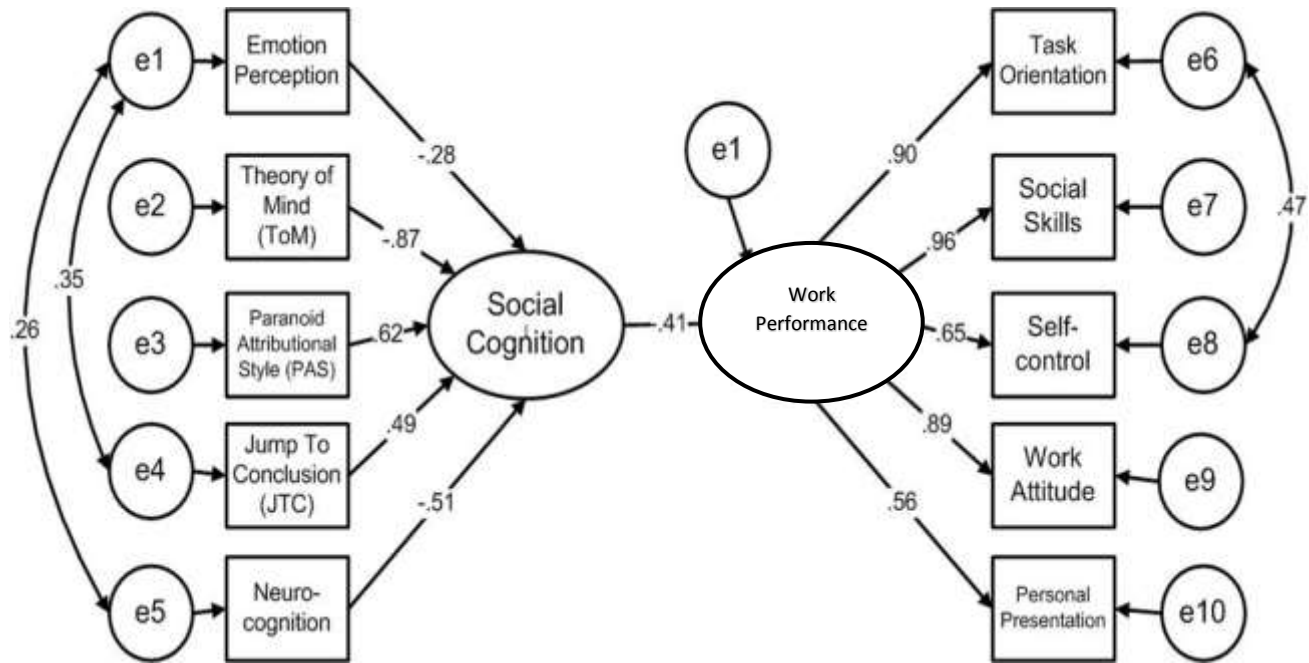 e1
Emotion
Perception
e2
Theory of
Mind
(ToM)
e3
Paranoid
Attributional
Style (PAS)
e4
Jump To
Conclusion
(JTC)
e5
Neuro-
cognition
.26
.35
-.28
-.87
.62
.49
-.51
Social
Cognition
-.41
e1
Work
Performance
.90
.96
.65
.89
.56
Task
Orientation
e6
Social
Skills
e7
Self-
control
e8
Work
Attitude
e9
Personal
Presentation
e10
.47